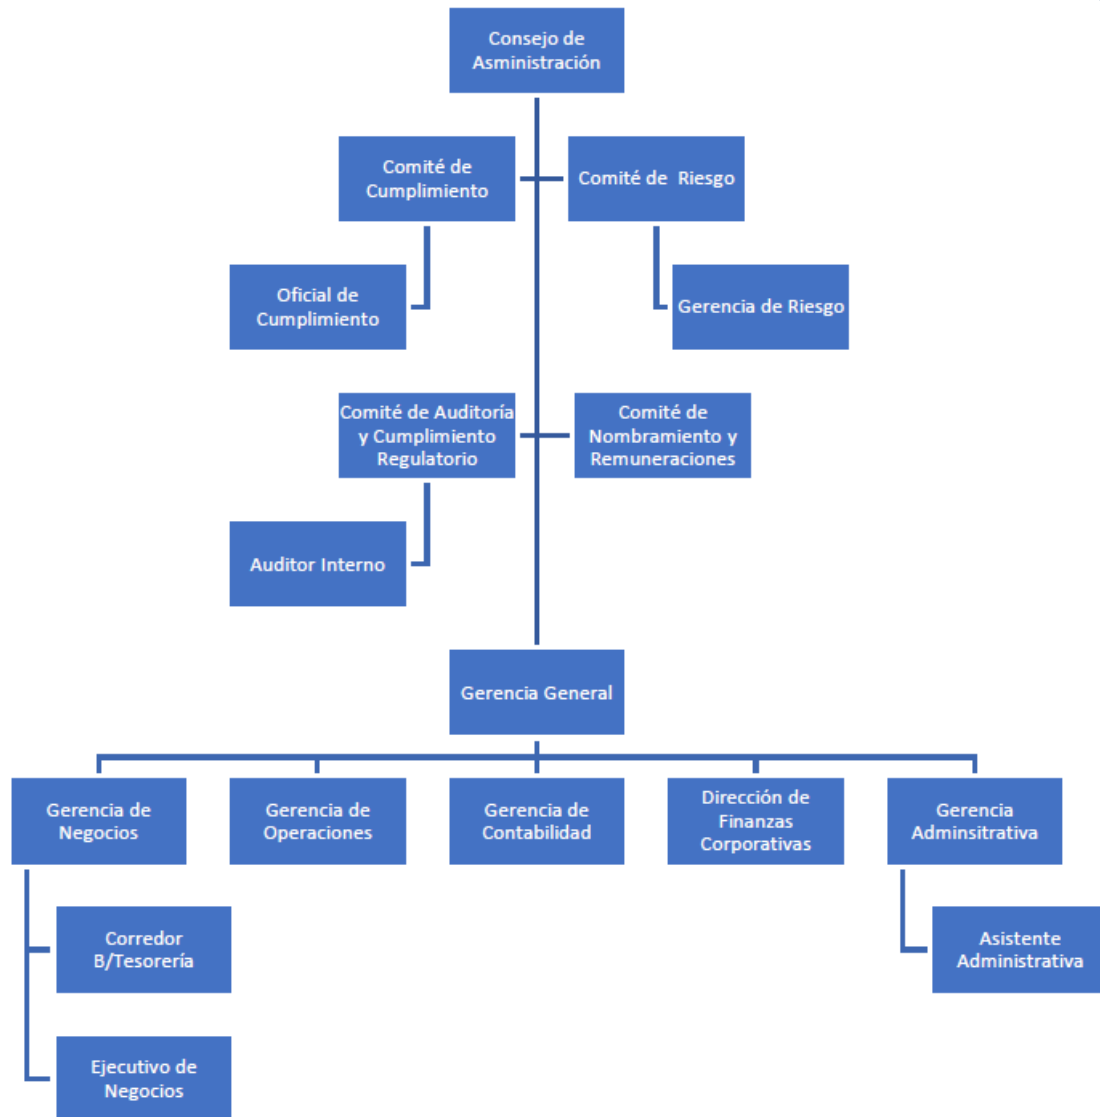 Consejo de
Asministración
Comité de
Cumplimiento
Comité de Riesgo
Oficial de
Cumplimiento
Gerencia de Riesgo
Comité de Auditoría
y Cumplimiento
Regulatorio
Comité de
Nombramiento y
Remuneraciones
Auditor Interno
Gerencia General
Gerencia de
Negocios
Gerencia de
Operaciones
Gerencia de
Contabilidad
Dirección de
Finanzas
Corporativas
Gerencia
Adminsitrativa
Corredor
B/Tesorería
Asistente
Administrativa
Ejecutivo de
Negocios